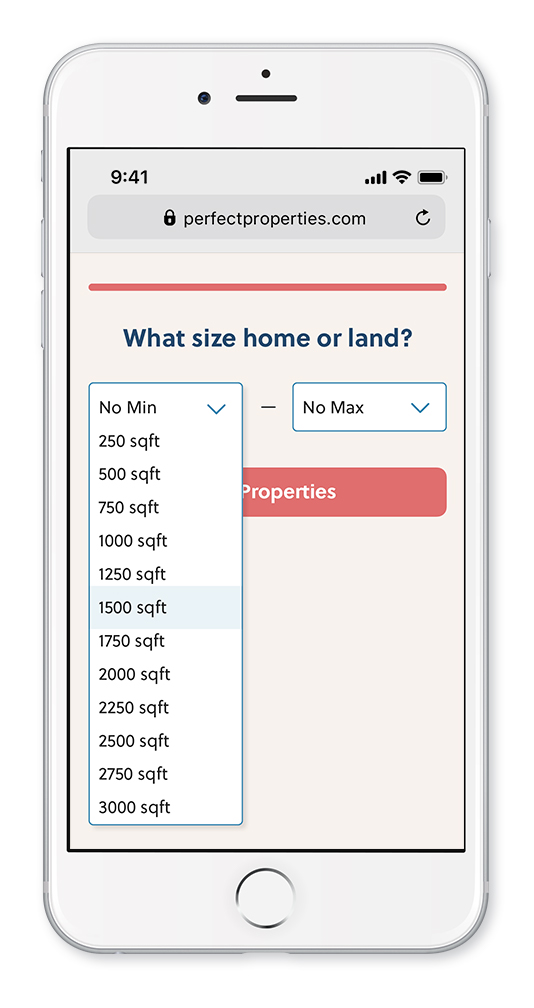 9:41
perfectproperties.com
What size home or land?
No Min — No Max
250 sqft
500 sqft
Properties
750 sqft
1000 sqft
1250 sqft
1500 sqft
1750 sqft
2000 sqft
2250 sqft
2500 sqft
2750 sqft
3000 sqft